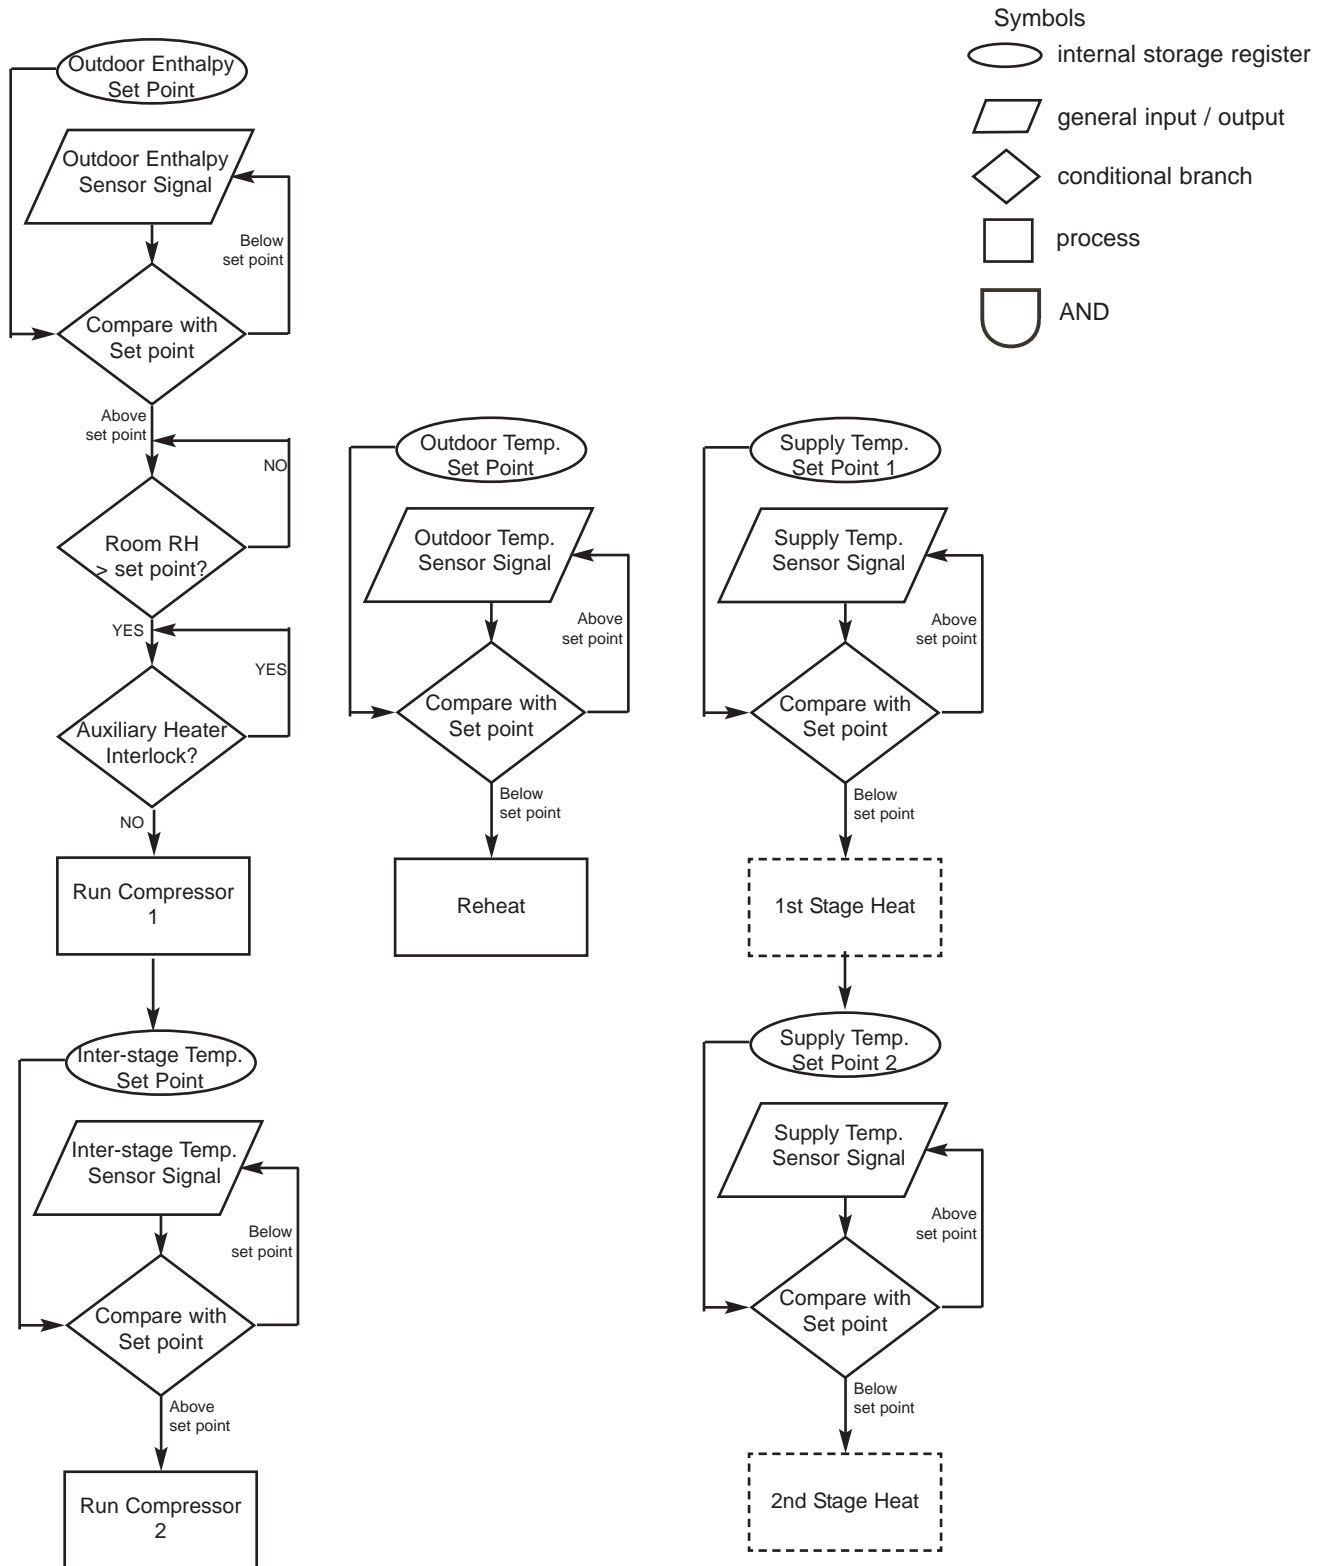 Symbols
internal storage register
general input / output
conditional branch
process
AND
Outdoor Enthalpy
Set Point
Outdoor Enthalpy
Sensor Signal
Below
set point
Compare with
Set point
Above
set point
NO
Room RH
> set point?
YES
YES
Auxiliary Heater
Interlock?
NO
Run Compressor
1
Inter-stage Temp.
Set Point
Inter-stage Temp.
Sensor Signal
Below
set point
Compare with
Set point
Above
set point
Run Compressor
2
Outdoor Temp.
Set Point
Outdoor Temp.
Sensor Signal
Above
set point
Compare with
Set point
Below
set point
Reheat
Supply Temp.
Set Point 1
Supply Temp.
Sensor Signal
Above
set point
Compare with
Set point
Below
set point
1st Stage Heat
Supply Temp.
Set Point 2
Supply Temp.
Sensor Signal
Above
set point
Compare with
Set point
Below
set point
2nd Stage Heat